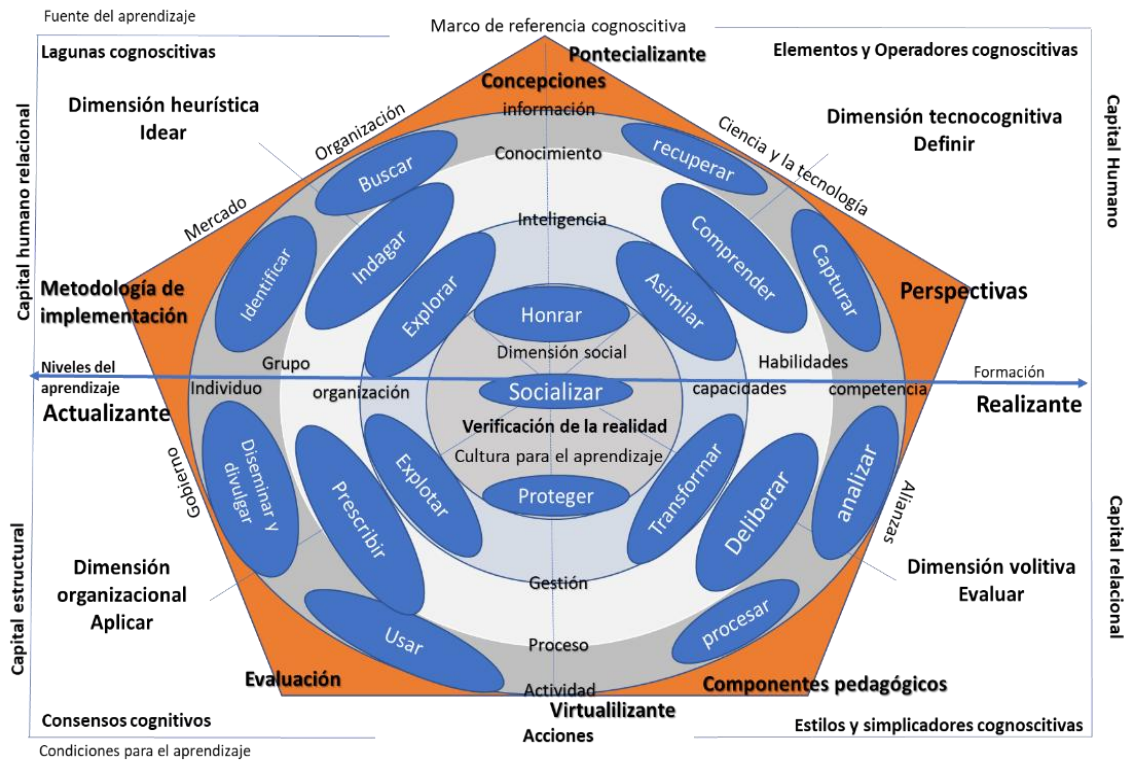 Fuente del aprizaje
Marco de referencia cognoscitiva
Lagunas cognoscitivas
Pontecializante
Elementos y Operadores cognoscitivas
Concepciones
Dimensión heurística
Idear
información
Dimensión tecnocognitiva
Definir
Organización
Ciencia y la tecnología
Capital humano relacional
Capital Humano
Buscar
Conocimiento
recuperar
Mercado
Inteligencia
Identificar
Indagar
Explorar
Asimilar
Comprender
Capturar
Metodología de
implementación
Perspectivas
Honrar
Dimensión social
Grupo
Habilidades
Niveles del
aprendizaje
Formación
Individuo
organización
Socializar
capacidades
competencia
Actualizante
Realizante
Verificación de la realidad
Cultura para el aprendizaje
Gobierno
Diseminar y
divulgar
Prescribir
Explotar
Proteger
Transformar
Deliberar
analizar
Alianzas
Capital estructural
Capital relacional
Dimensión
organizacional
Aplicar
Gestión
Dimensión volitiva
Evaluar
Usar
Proceso
procesar
Evaluación
Actividad
Componentes pedagógicos
Virtualilizante
Acciones
Consensos cognitivos
Estilos y simplicadores cognoscitivas
Condiciones para el aprendizaje